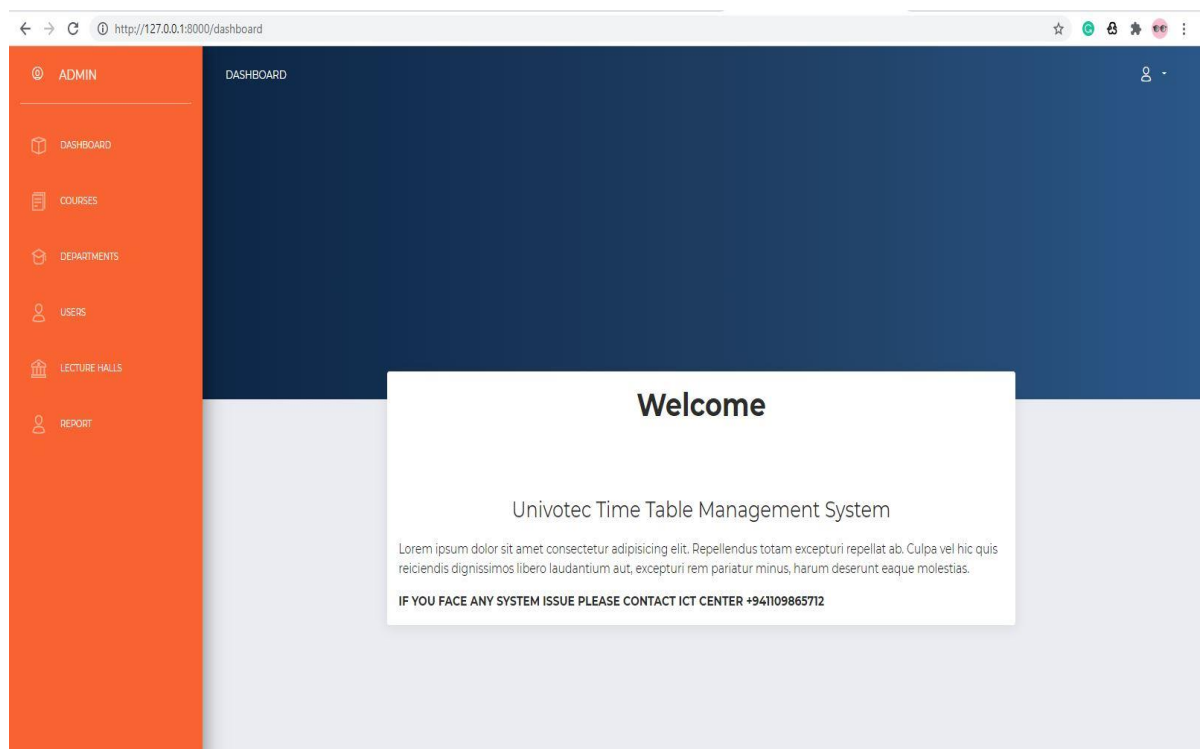 http://127.0.0.1:8000/dashboard
ADMIN
DASHBOARD
DASHBOARD
COURSES
DEPARTMENTS
USERS
LECTURE HALLS
REPORT
Welcome
Univotec Time Table Management System
Lorem ipsum dolor sit amet consectetur adipisicing elit. Repellendus totam excepturi repellat ab. Culpa vel hic quis
reiciendis dignissimos libero laudantium aut, excepturi rem pariatur minus, harum deserunt eaque molestias.
IF YOU FACE ANY SYSTEM ISSUE PLEASE CONTACT ICT CENTER +941109865712